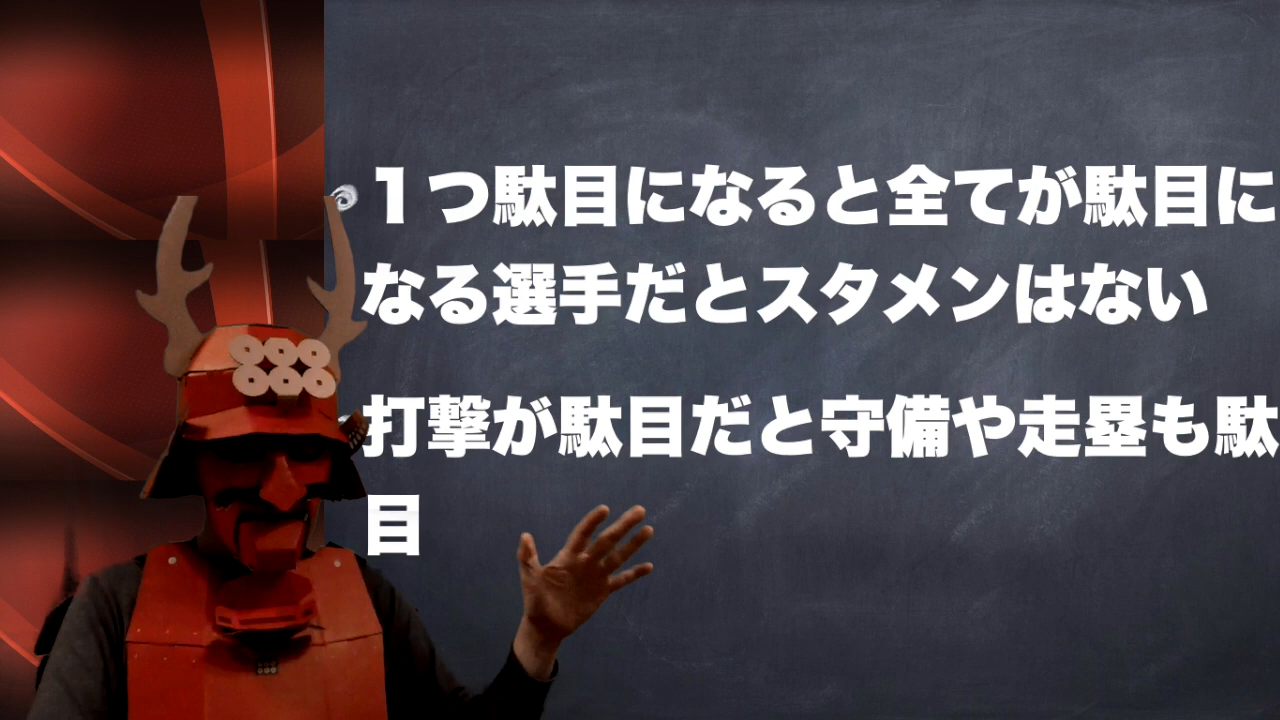 １つ駄目になると全てが駄目に
なる選手だとスタメンはない
打撃が駄目だと守備や走塁も駄
目